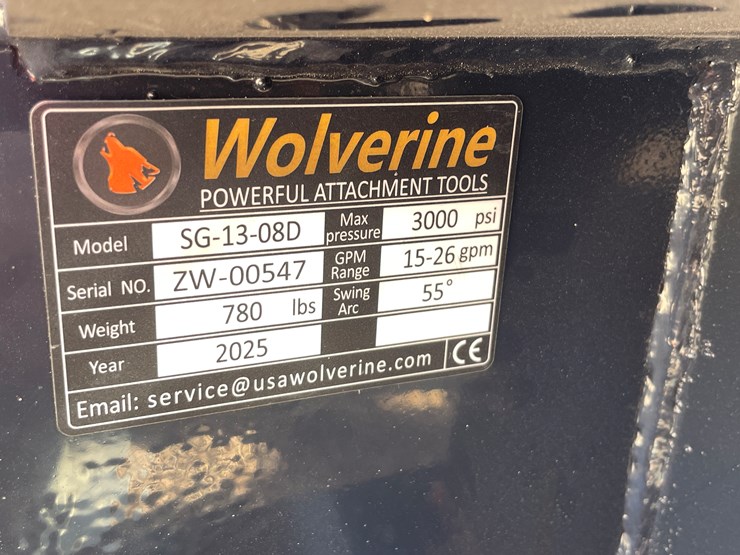 Wolverine
POWERFUL ATTACHMENT TOOLS
Model SG-13-08D Max pressure 3000 psi
Serial NO. ZW-00547 GPM Range 15-26 gpm
Weight 780 lbs Swing Arc 55°
Year 2025
Email: service@usawolverine.com CE